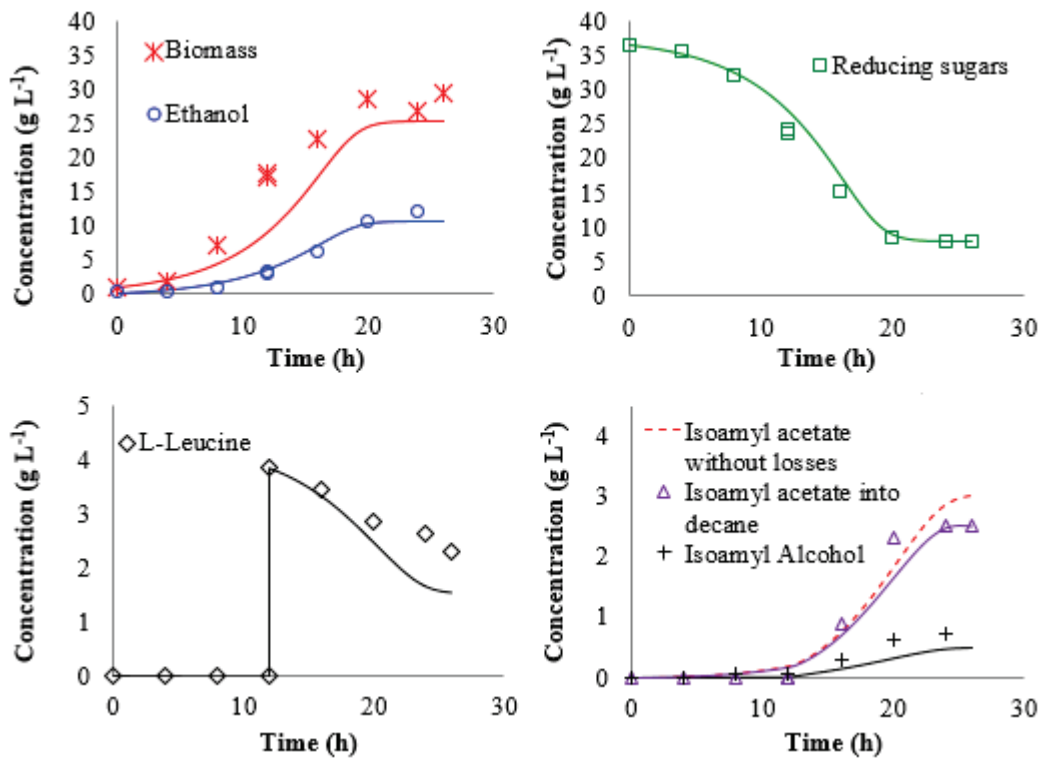 Concentration (g L-1)
40
35
30
25
20
15
10
5
0
Biomass
Ethanol
0
10
20
30
Time (h)
Concentration (g L-1)
40
35
30
25
20
15
10
5
0
Reducing sugars
0
10
20
30
Time (h)
Concentration (g L-1)
5
4
3
2
1
0
L-Leucine
0
10
20
30
Time (h)
Concentration (g L-1)
4
3
2
1
0
Isoamyl acetate
without losses
Isoamyl acetate into
decane
Isoamyl Alcohol
0
10
20
30
Time (h)